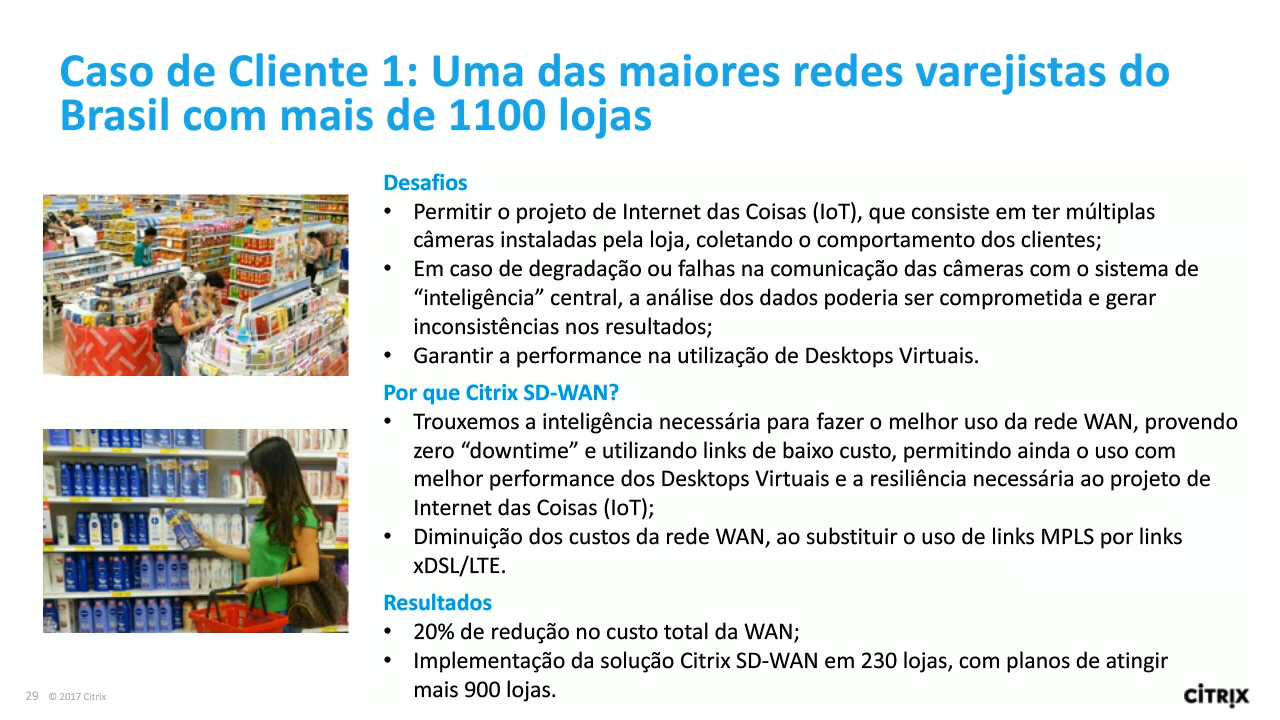 Caso de Cliente 1: Uma das maiores redes varejistas do
Brasil com mais de 1100 lojas
Desafios
• Permitir o projeto de Internet das Coisas (IoT), que consiste em ter múltiplas
câmeras instaladas pela loja, coletando o comportamento dos clientes;
• Em caso de degradação ou falhas na comunicação das câmeras com o sistema de
“inteligência” central, a análise dos dados poderia ser comprometida e gerar
inconsistências nos resultados;
• Garantir a performance na utilização de Desktops Virtuais.
Por que Citrix SD-WAN?
• Trouxemos a inteligência necessária para fazer o melhor uso da rede WAN, provendo
zero “downtime” e utilizando links de baixo custo, permitindo ainda o uso com
melhor performance dos Desktops Virtuais e a resiliência necessária ao projeto de
Internet das Coisas (IoT);
• Diminuição dos custos da rede WAN, ao substituir o uso de links MPLS por links
xDSL/LTE.
Resultados
• 20% de redução no custo total da WAN;
• Implementação da solução Citrix SD-WAN em 230 lojas, com planos de atingir
mais 900 lojas.
29 © 2017 Citrix
CITRIX